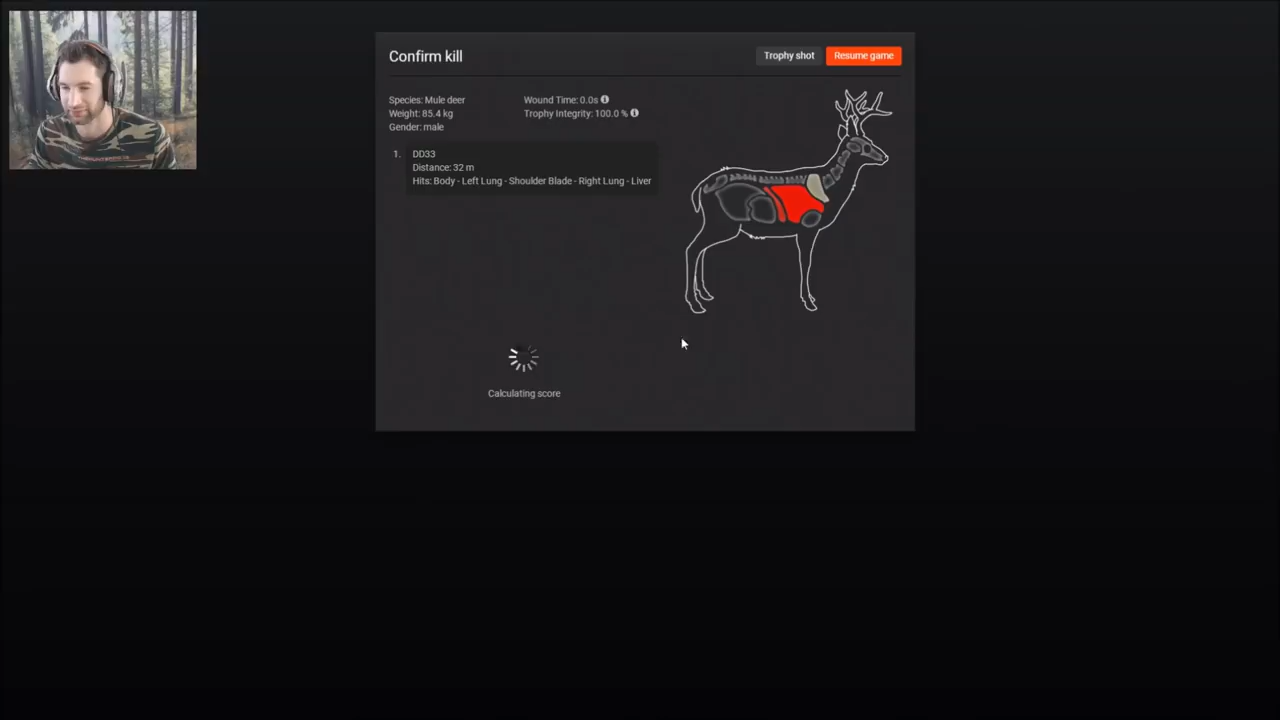 Confirm kill
Trophy shot
Resume game
Species: Mule deer
Weight: 85.4 kg
Gender: male
Wound Time: 0.0s
Trophy Integrity: 100.0 %
1. DD33
Distance: 32 m
Hits: Body - Left Lung - Shoulder Blade - Right Lung - Liver
Calculating score